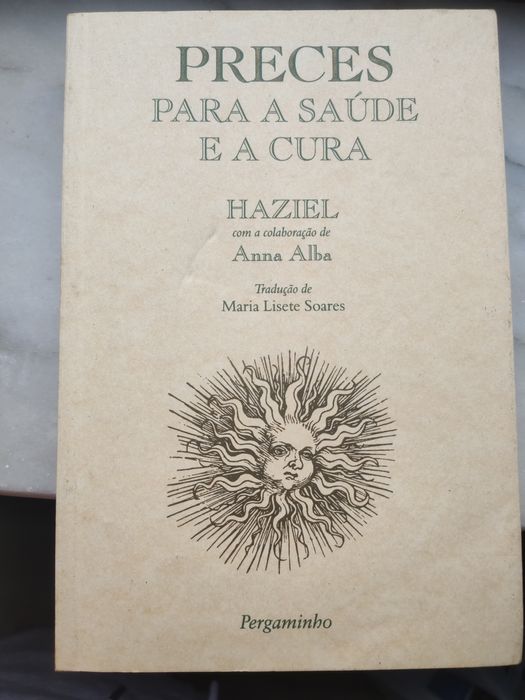 PRECES
PARA A SAÚDE
E A CURA
HAZIEL
com a colaboração de
Anna Alba
Tradução de
Maria Lisete Soares
Pergaminho